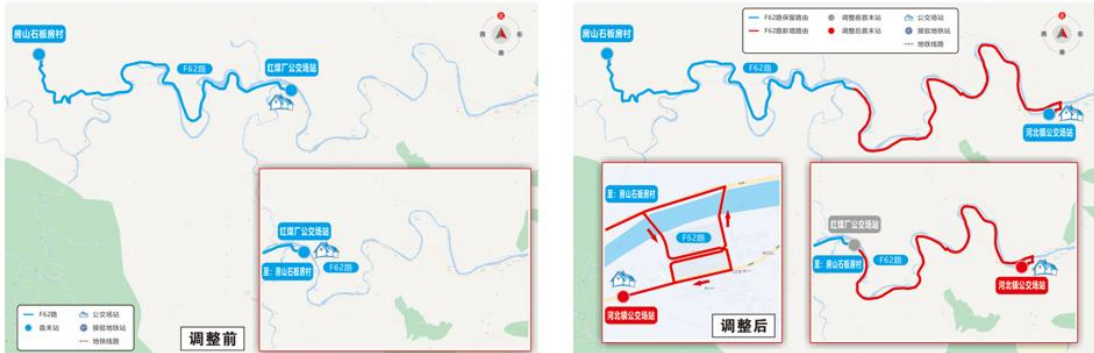 房山石板房村
F62路
红煤厂公交场站
北
西
东
南
红煤厂公交场站
至：房山石板房村
F62路
F62路
首末站
公交场站
接驳地铁站
地铁线路
调整前
F62路保留路由
F62路新增路由
调整前首末站
调整后首末站
公交场站
接驳地铁站
地铁线路
北
西
东
南
房山石板房村
F62路
河北镇公交场站
至：房山石板房村
F62路
河北镇公交场站
调整后
红煤厂公交场站
至：房山石板房村
F62路
河北镇公交场站